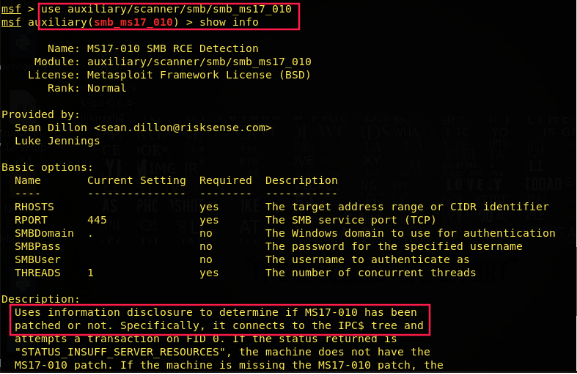 msf > use auxiliary/scanner/smb/smb_ms17_010
msf auxiliary(smb_ms17_010) > show info
Name: MS17-010 SMB RCE Detection
Module: auxiliary/scanner/smb/smb_ms17_010
License: Metasploit Framework License (BSD)
Rank: Normal
Provided by:
Sean Dillon <sean.dillon@risksense.com>
Luke Jennings
Basic options:
Name Current Setting Required Description
---- --------------- -------- -----------
RHOSTS yes The target address range or CIDR identifier
RPORT 445 yes The SMB service port (TCP)
SMBDomain . no The Windows domain to use for authentication
SMBPass no The password for the specified username
SMBUser no The username to authenticate as
THREADS 1 yes The number of concurrent threads
Description:
Uses information disclosure to determine if MS17-010 has been
patched or not. Specifically, it connects to the IPC$ tree and
attempts a transaction on FID 0. If the status returned is
"STATUS_INSUFF_SERVER_RESOURCES", the machine does not have the
MS17-010 patch. If the machine is missing the MS17-010 patch, the